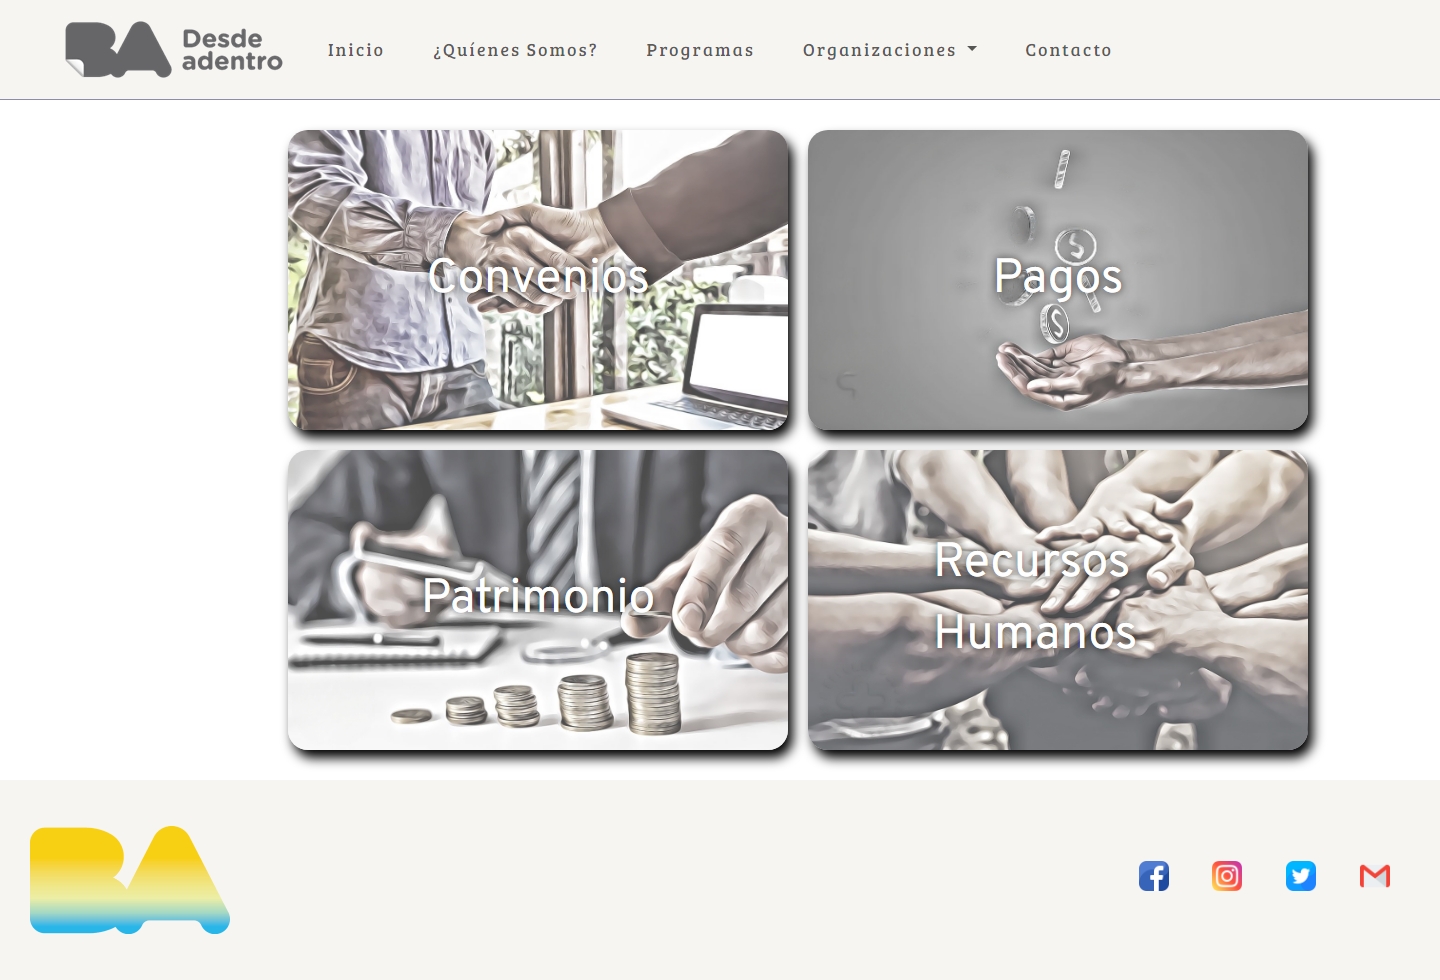 BA Desde
adentro
Inicio
¿Quíenes Somos?
Programas
Organizaciones
Contacto
Convenios
Pagos
Patrimonio
Recursos
Humanos
BA